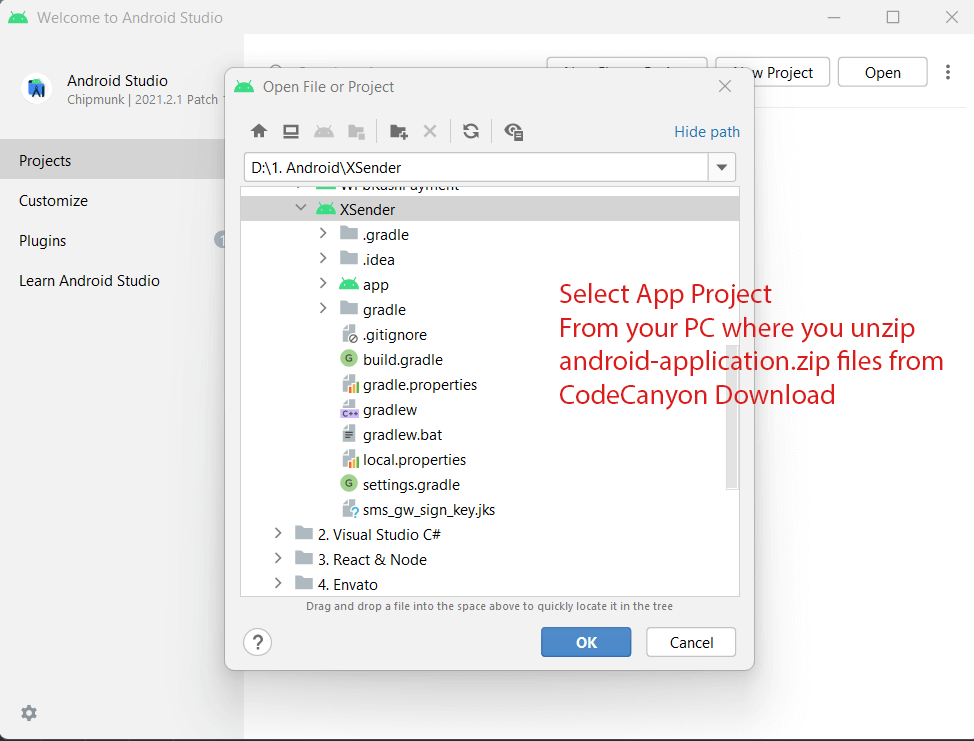 Welcome to Android Studio
Android Studio
Chipmunk | 2021.2.1 Patch
Projects
Customize
Plugins
1
Learn Android Studio
New Project
Open
Open File or Project
Hide path
D:\1. Android\XSender
XSender
.gradle
.idea
app
gradle
.gitignore
G build.gradle
gradle.properties
C++ gradlew
gradlew.bat
local.properties
G settings.gradle
? sms_gw_sign_key.jks
2. Visual Studio C#
3. React & Node
4. Envato
Drag and drop a file into the space above to quickly locate it in the tree
?
OK
Cancel
Select App Project
From your PC where you unzip
android-application.zip files from
CodeCanyon Download